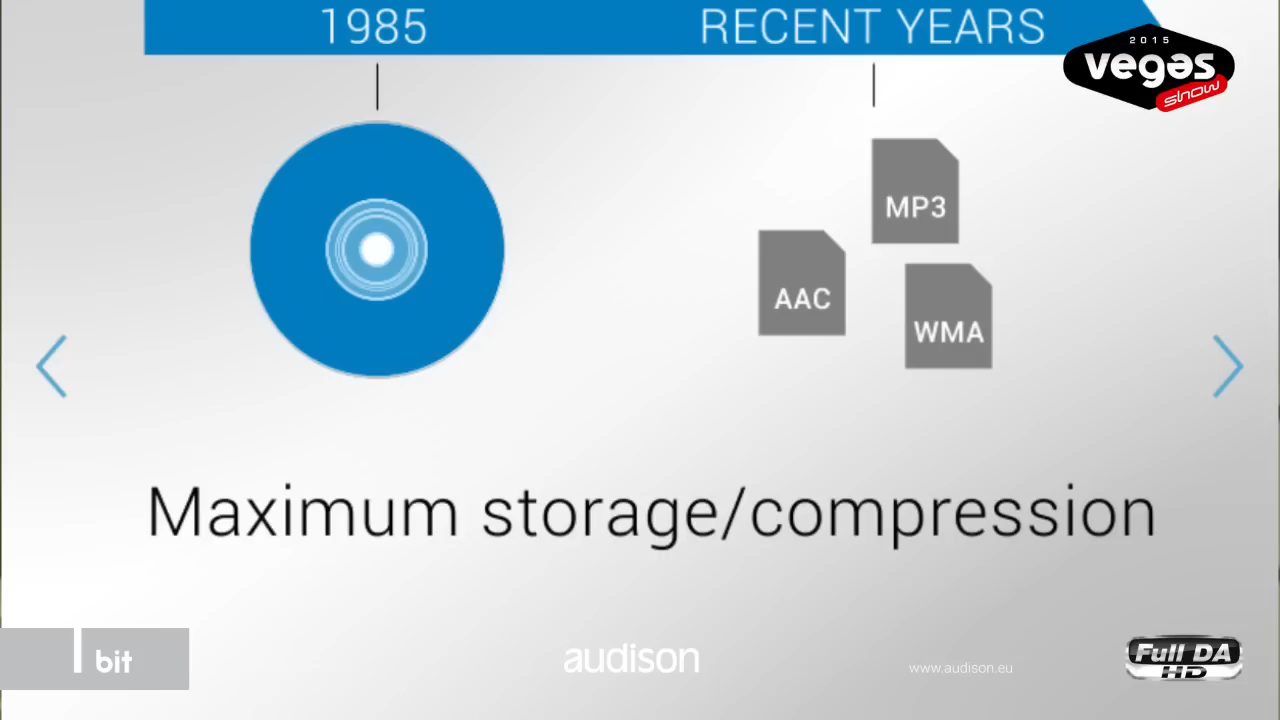 1985
RECENT YEARS
2015
vegas
show
MP3
AAC
WMA
Maximum storage/compression
bit
audison
www.audison.eu
Full DA
HD